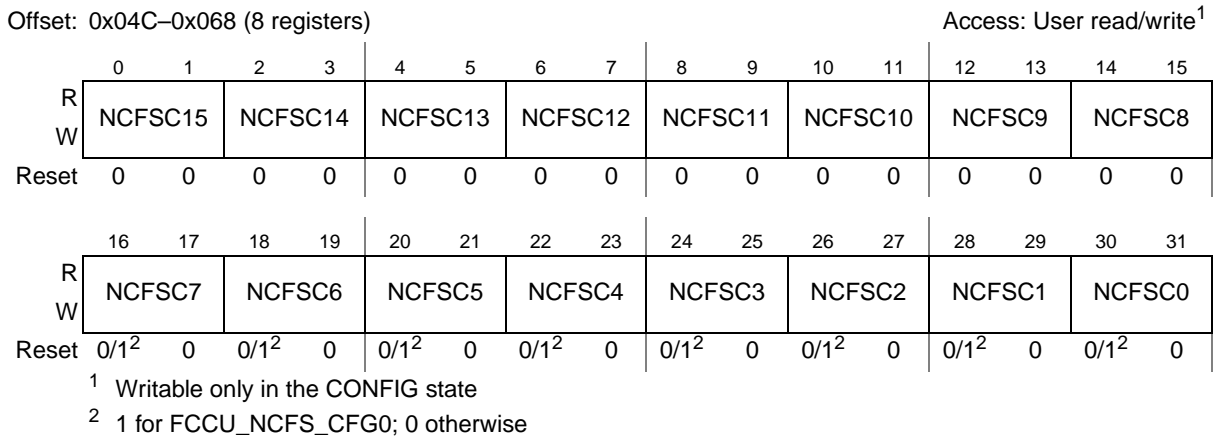 Offset: 0x04C–0x068 (8 registers) Access: User read/write1
0 1 2 3 4 5 6 7 8 9 10 11 12 13 14 15
R
NCFSC15 NCFSC14 NCFSC13 NCFSC12 NCFSC11 NCFSC10 NCFSC9 NCFSC8
W
Reset 0 0 0 0 0 0 0 0 0 0 0 0 0 0 0 0
16 17 18 19 20 21 22 23 24 25 26 27 28 29 30 31
R
NCFSC7 NCFSC6 NCFSC5 NCFSC4 NCFSC3 NCFSC2 NCFSC1 NCFSC0
W
Reset 0/12 0 0/12 0 0/12 0 0/12 0 0/12 0 0/12 0 0/12 0 0/12 0
1 Writable only in the CONFIG state
2 1 for FCCU_NCFS_CFG0; 0 otherwise